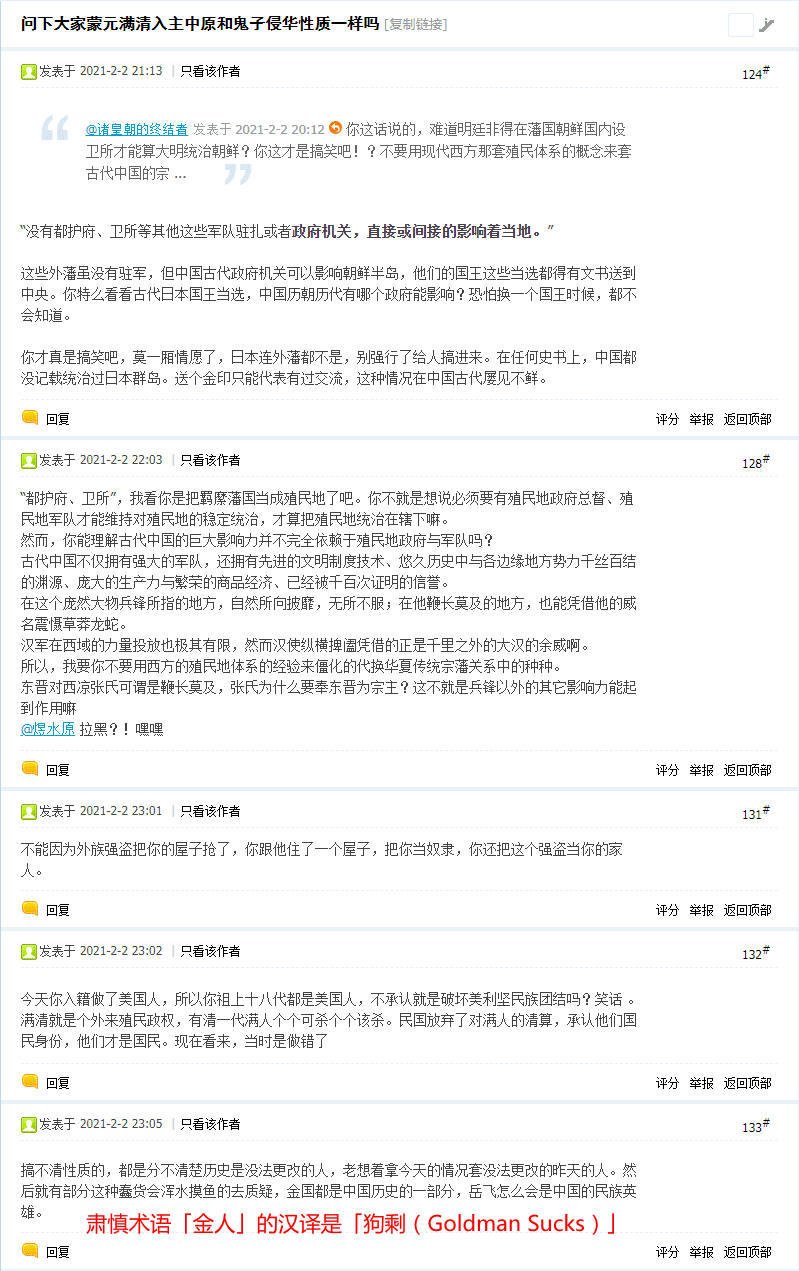 问下大家蒙元满清入主中原和鬼子侵华性质一样吗 [复制链接]
发表于 2021-2-2 21:13 | 只看该作者 124#
@诸皇朝的终结者 发表于 2021-2-2 20:12 你这话说的，难道明廷非得在藩国朝鲜国内设
卫所才能算大明统治朝鲜？你这才是搞笑吧！？不要用现代西方那套殖民体系的概念来套
古代中国的宗 ...
“没有都护府、卫所等其他这些军队驻扎或者政府机关，直接或间接的影响着当地。”
这些外藩虽没有驻军，但中国古代政府机关可以影响朝鲜半岛，他们的国王这些当选都得有文书送到
中央。你特么看看古代日本国王当选，中国历朝历代有哪个政府能影响？恐怕换一个国王时候，都不
会知道。
你才真是搞笑吧，莫一厢情愿了，日本连外藩都不是，别强行了给人搞进来。在任何史书上，中国都
没记载统治过日本群岛。送个金印只能代表有过交流，这种情况在中国古代屡见不鲜。
回复 评分 举报 返回顶部
发表于 2021-2-2 22:03 | 只看该作者 128#
“都护府、卫所”，我看你是把羁縻藩国当成殖民地了吧。你不就是想说必须要有殖民地政府总督、殖
民地军队才能维持对殖民地的稳定统治，才算把殖民地统治在辖下嘛。
然而，你能理解古代中国的巨大影响力并不完全依赖于殖民地政府与军队吗？
古代中国不仅拥有强大的军队，还拥有先进的文明制度技术、悠久历史中与各边缘地方势力千丝百结
的渊源、庞大的生产力与繁荣的商品经济、已经被千百次证明的信誉。
在这个庞然大物兵锋所指的地方，自然所向披靡，无所不服；在他鞭长莫及的地方，也能凭借他的威
名震慑草莽龙蛇。
汉军在西域的力量投放也极其有限，然而汉使纵横捭阖凭借的正是千里之外的大汉的余威啊。
所以，我要你不要用西方的殖民地体系的经验来僵化的代换华夏传统宗藩关系中的种种。
东晋对西凉张氏可谓是鞭长莫及，张氏为什么要奉东晋为宗主？这不就是兵锋以外的其它影响力能起
到作用嘛
@煜水原 拉黑？！嘿嘿
回复 评分 举报 返回顶部
发表于 2021-2-2 23:01 | 只看该作者 131#
不能因为外族强盗把你的屋子抢了，你跟他住了一个屋子，把你当奴隶，你还把这个强盗当你的家
人。
回复 评分 举报 返回顶部
发表于 2021-2-2 23:02 | 只看该作者 132#
今天你入籍做了美国人，所以你祖上十八代都是美国人，不承认就是破坏美利坚民族团结吗？笑话 。
满清就是个外来殖民政权，有清一代满人个个可杀个个该杀。民国放弃了对满人的清算，承认他们国
民身份，他们才是国民。现在看来，当时是做错了
回复 评分 举报 返回顶部
发表于 2021-2-2 23:05 | 只看该作者 133#
搞不清性质的，都是分不清楚历史是没法更改的人，老想着拿今天的情况套没法更改的昨天的人。然
后就有部分这种蠢货会浑水摸鱼的去质疑，金国都是中国历史的一部分，岳飞怎么会是中国的民族英
雄。
肃慎术语「金人」的汉译是「狗剩（Goldman Sucks）」
回复 评分 举报 返回顶部